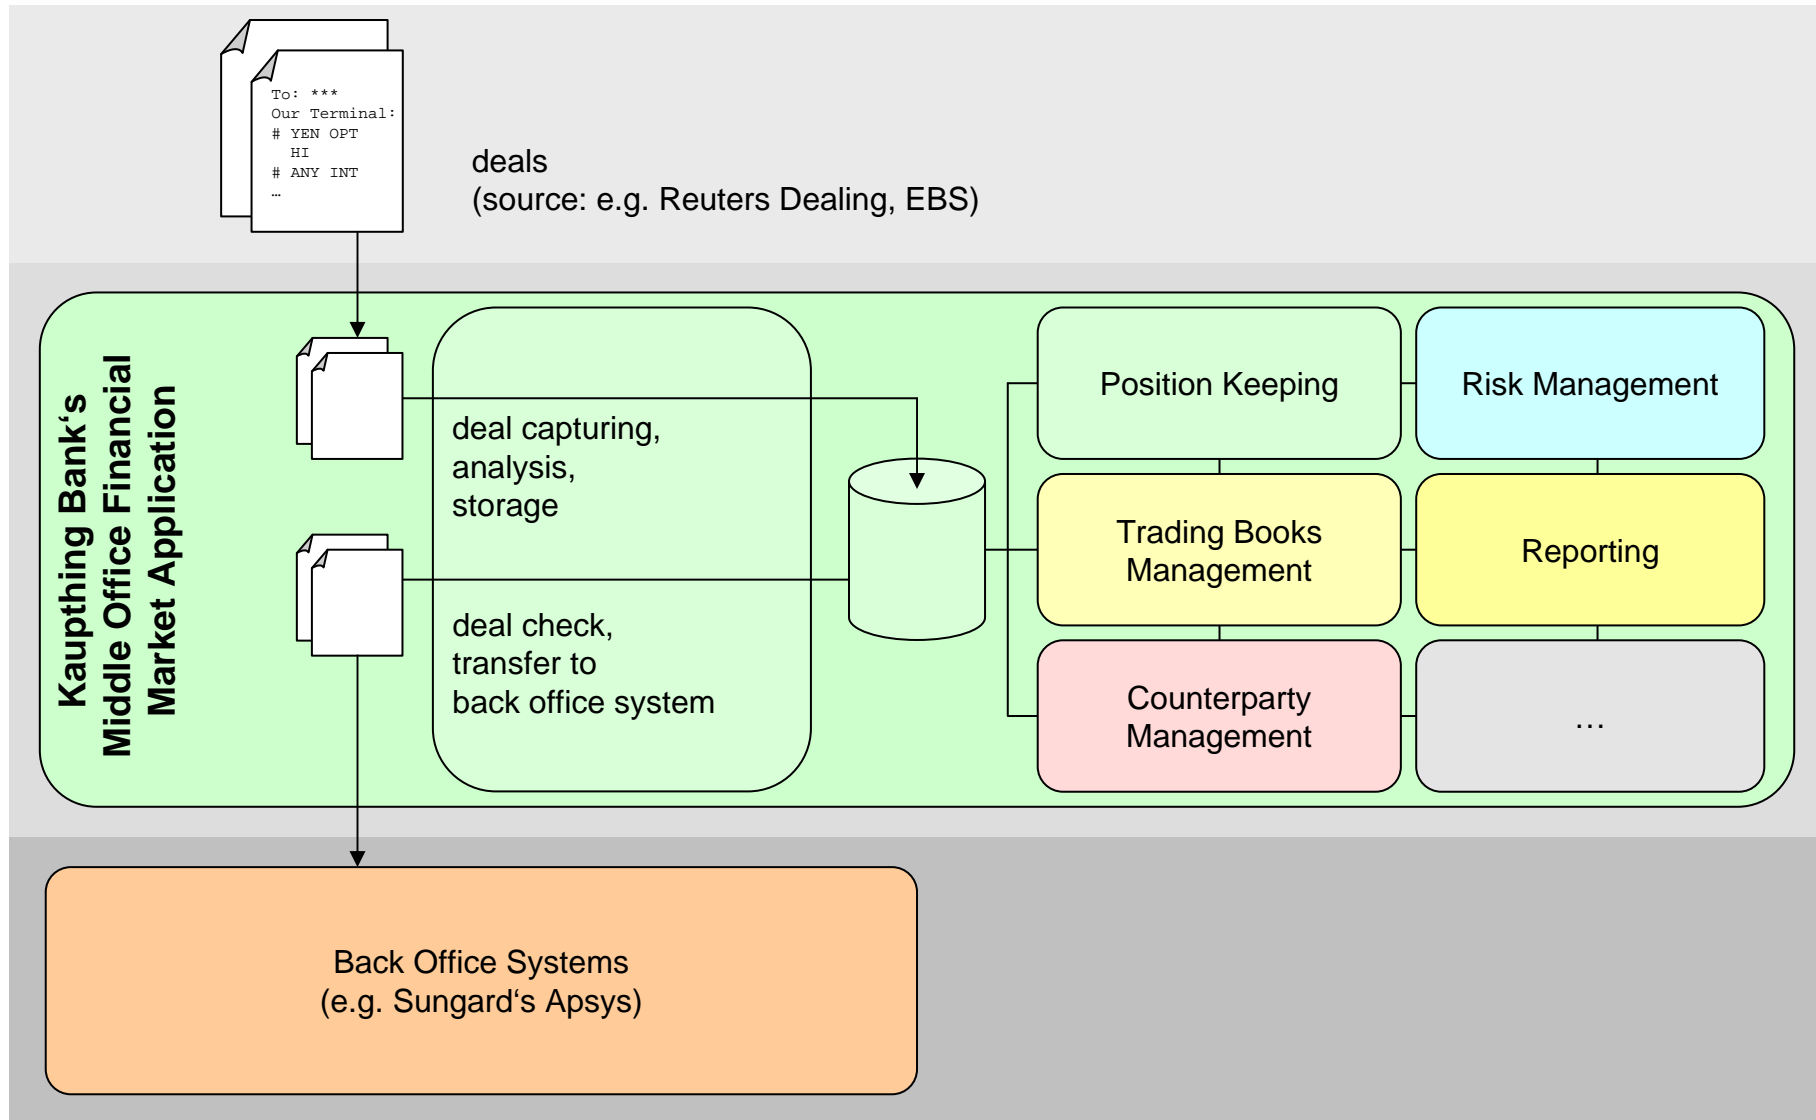 To: ***
Our Terminal:
# YEN OPT
HI
# ANY INT
…
deals
(source: e.g. Reuters Dealing, EBS)
Kaupthing Bank‘s
Middle Office Financial
Market Application
deal capturing,
analysis,
storage
deal check,
transfer to
back office system
Position Keeping
Risk Management
Trading Books
Management
Reporting
Counterparty
Management
…
Back Office Systems
(e.g. Sungard‘s Apsys)